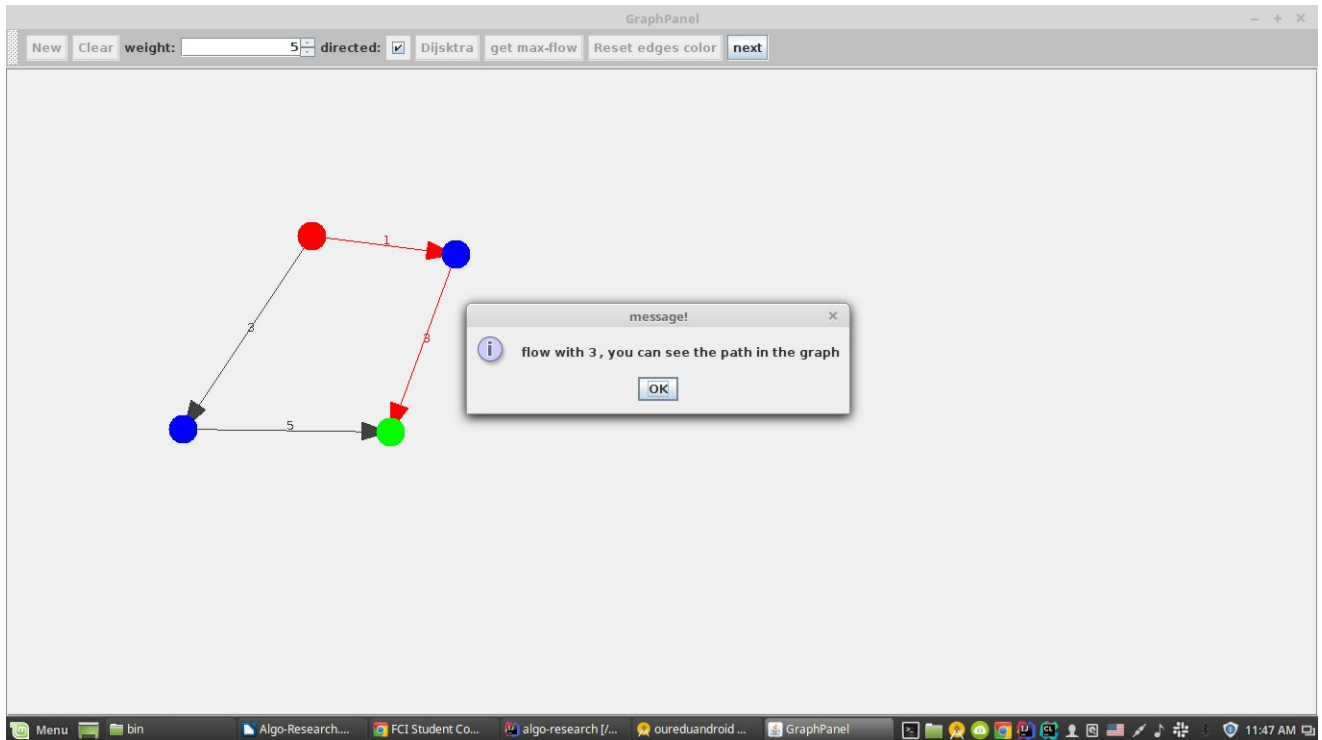 GraphPanel
New Clear weight: 5 directed: Dijsktra get max-flow Reset edges color next
1
3
3
5
message!
flow with 3 , you can see the path in the graph
OK
Menu bin Algo-Research.... FCI Student Co... algo-research [/... oureduandroid ... GraphPanel 11:47 AM